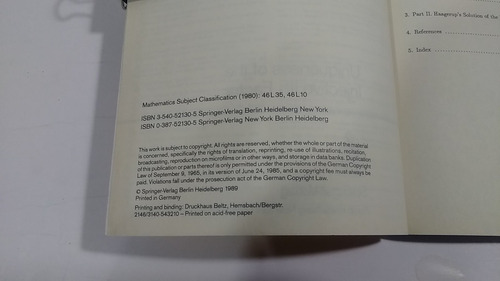 Mathematics Subject Classification (1980): 46L35, 46L10
ISBN 3-540-52130-5 Springer-Verlag Berlin Heidelberg New York
ISBN 0-387-52130-5 Springer-Verlag New York Berlin Heidelberg
This work is subject to copyright. All rights are reserved, whether the whole or part of the material
is concerned, specifically the rights of translation, reprinting, re-use of illustrations, recitation,
broadcasting, reproduction on microfilms or in other ways, and storage in data banks. Duplication
of this publication or parts thereof is only permitted under the provisions of the German Copyright
Law of September 9, 1965, in its version of June 24, 1985, and a copyright fee must always be
paid. Violations fall under the prosecution act of the German Copyright Law.
© Springer-Verlag Berlin Heidelberg 1989
Printed in Germany
Printing and binding: Druckhaus Beltz, Hemsbach/Bergstr.
2146/3140-543210 – Printed on acid-free paper
3. Part II. Haagerup's Solution of the
4. References
5. Index